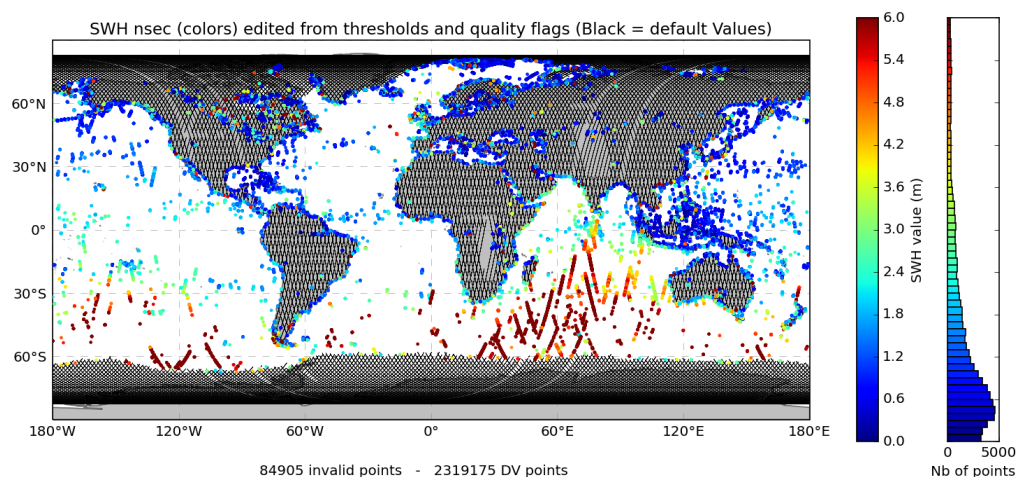 SWH nsec (colors) edited from thresholds and quality flags (Black = default Values)
60°N
30°N
0°
30°S
60°S
180°W 120°W 60°W 0° 60°E 120°E 180°E
84905 invalid points - 2319175 DV points
6.0
5.4
4.8
4.2
3.6
3.0
2.4
1.8
1.2
0.6
0.0
SWH value (m)
0 5000
Nb of points